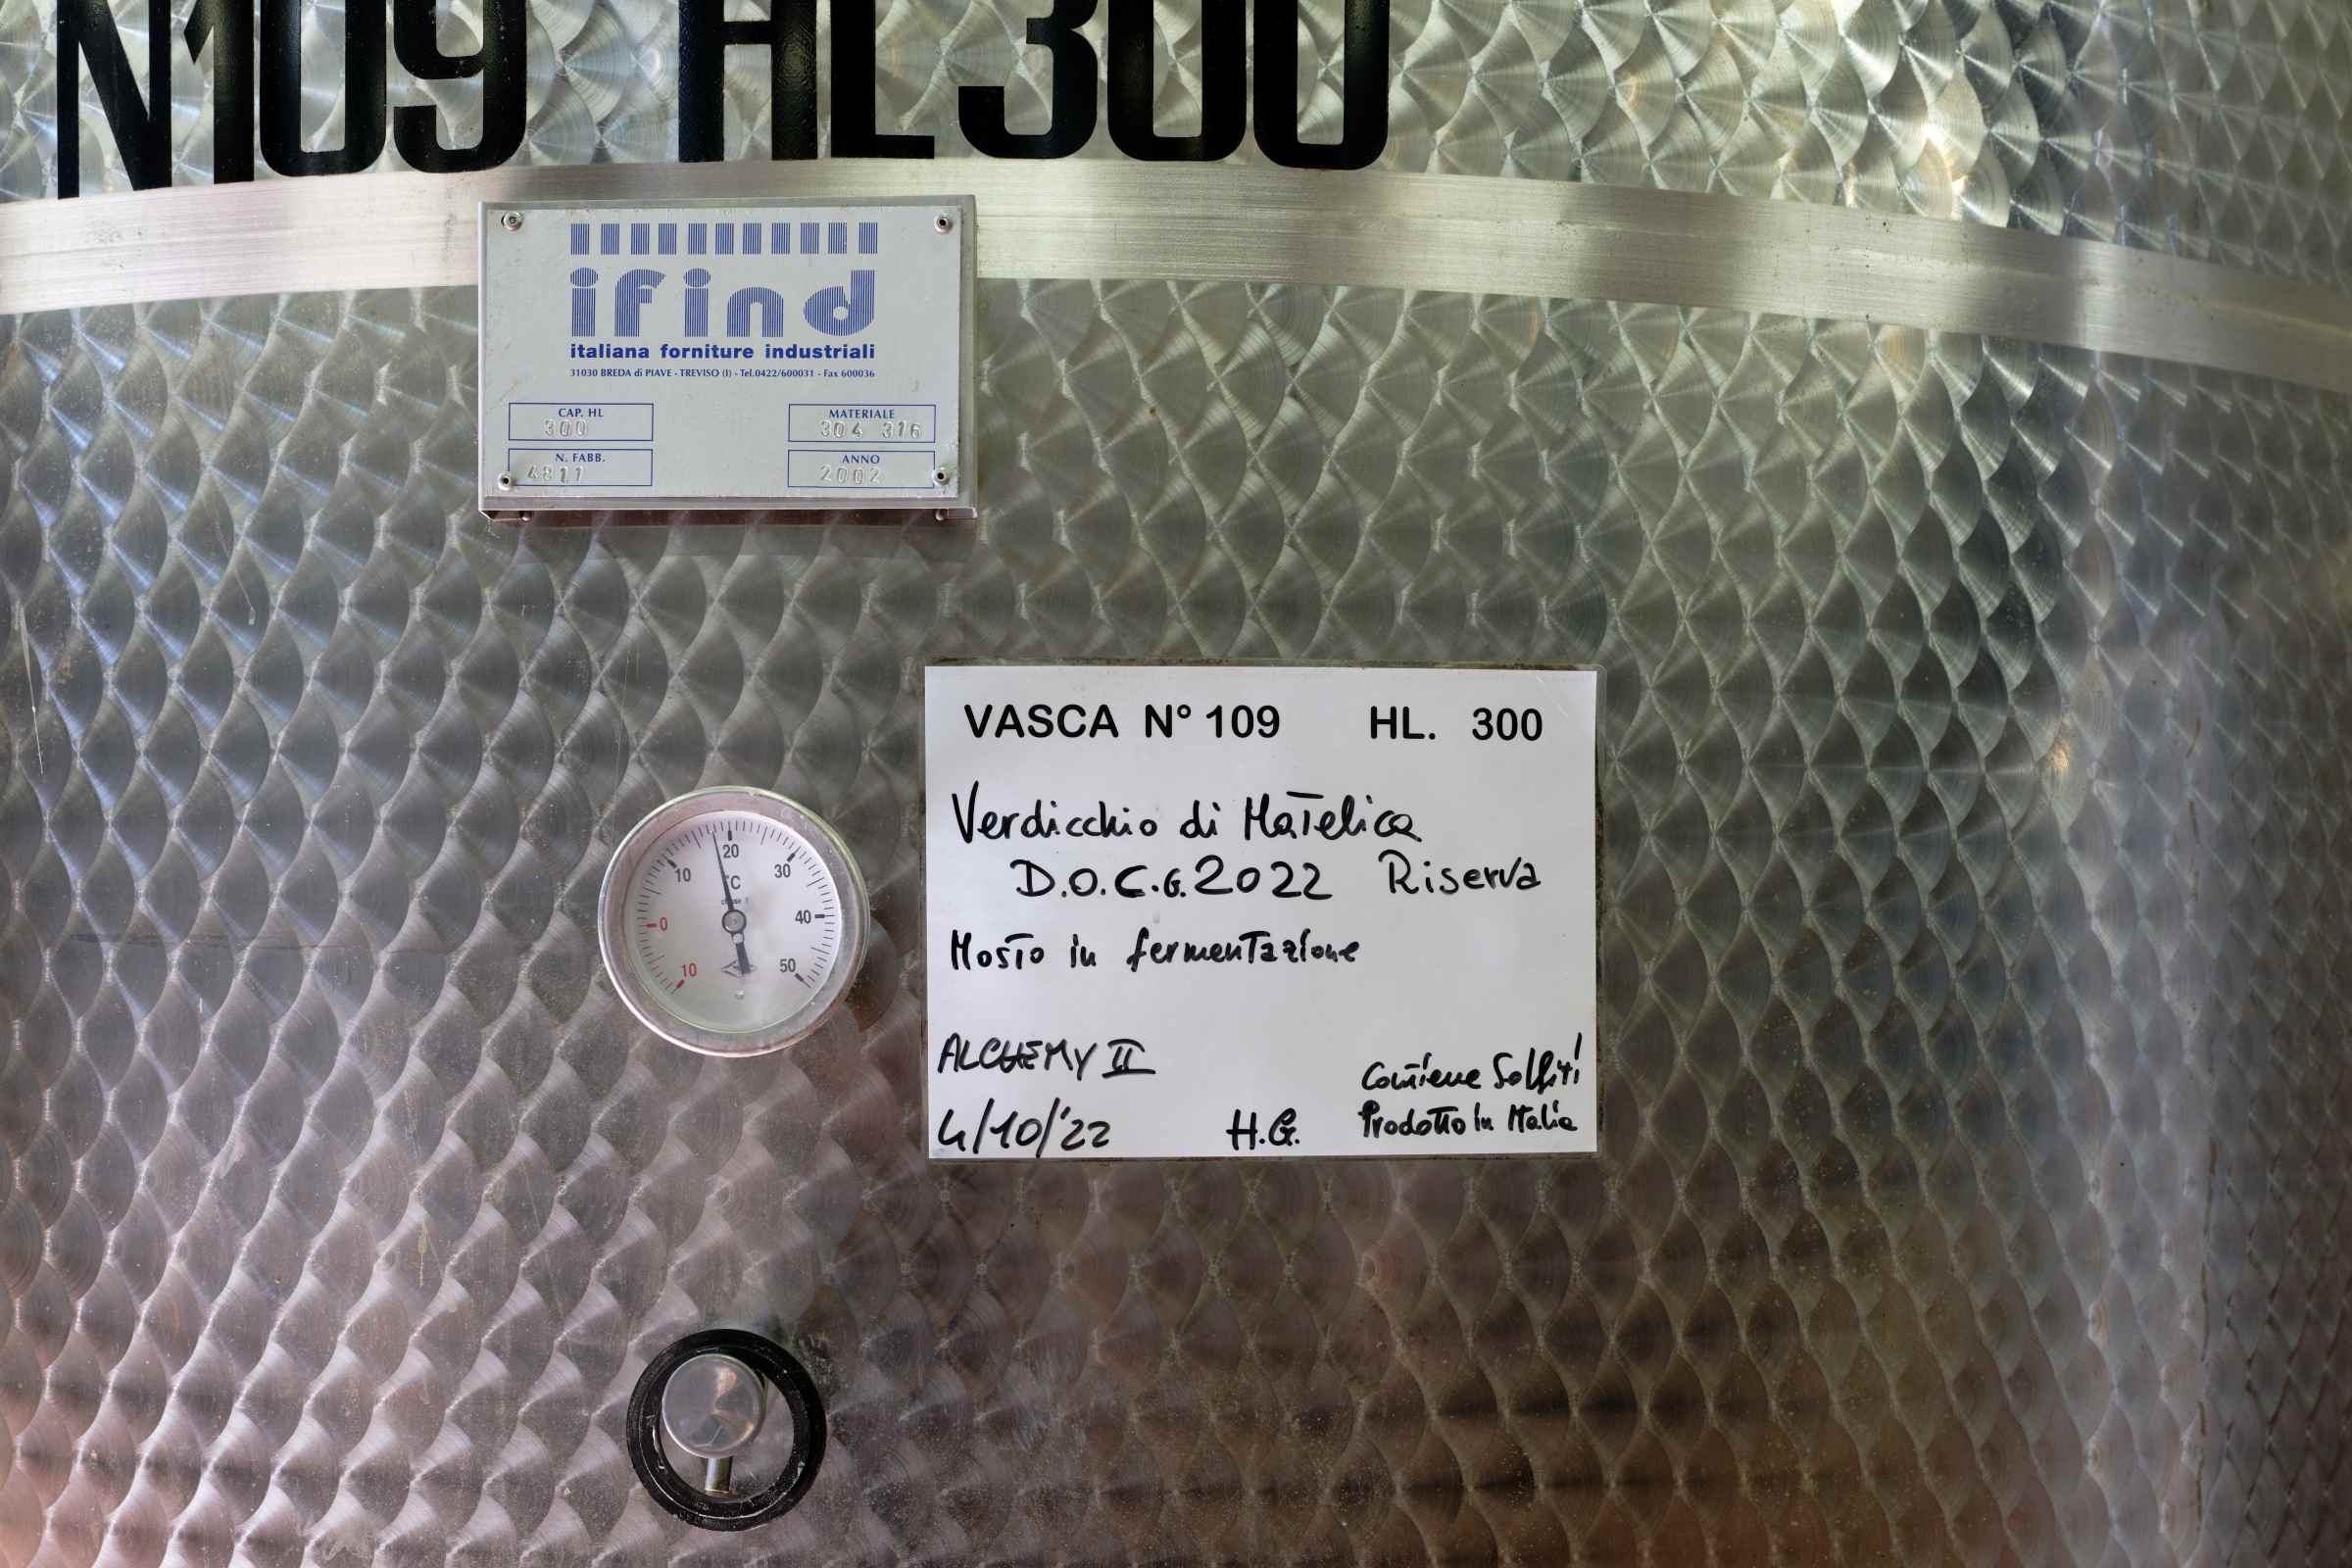 N109 HL300
ifind
italiana forniture industriali
31030 BREDA di PIAVE - TREVISO (I) - Tel.0422/600031 - Fax 600036
CAP. HL
300
MATERIALE
304 316
N. FABB.
4811
ANNO
2002
VASCA N° 109 HL. 300
Verdicchio di Matelica
D.O.C.G. 2022 Riserva
Mosto in fermentazione
ALCHEMY II
Contiene Solfiti
4/10/'22 H.G. Prodotto in Italia
10 0 10 20 30 40 50
°C